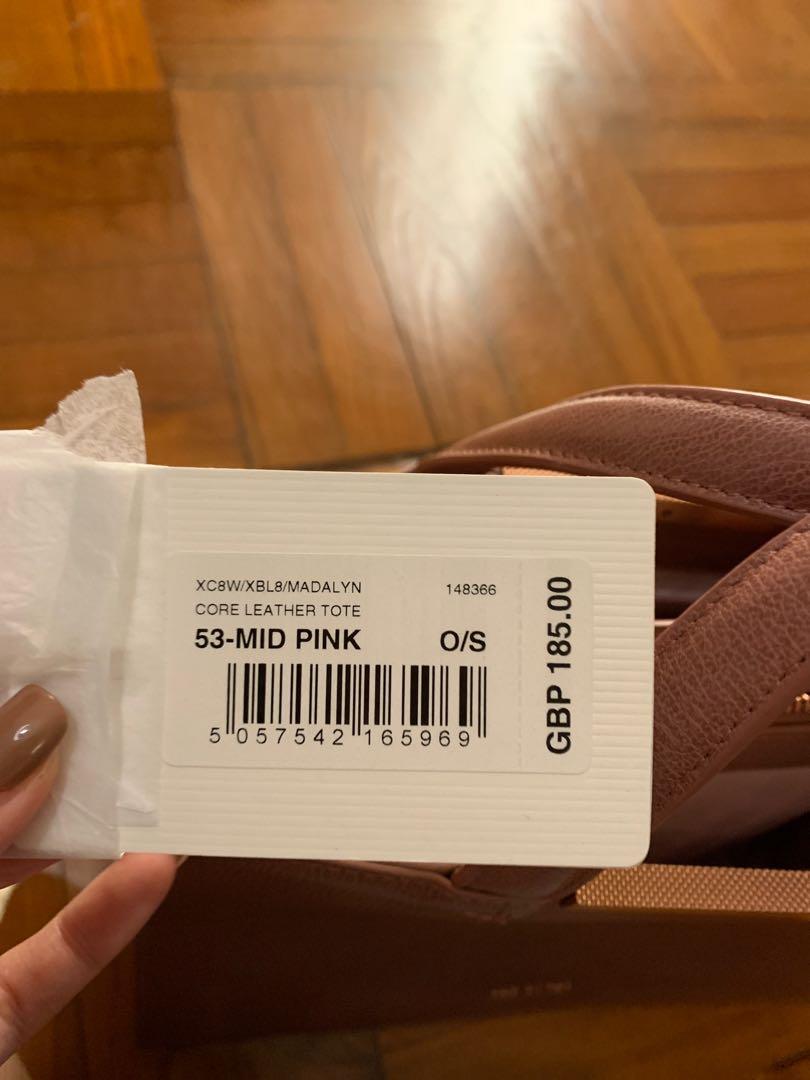 XC8W/XBL8/MADALYN 148366
CORE LEATHER TOTE
53-MID PINK O/S
5 057542 165969
GBP 185.00